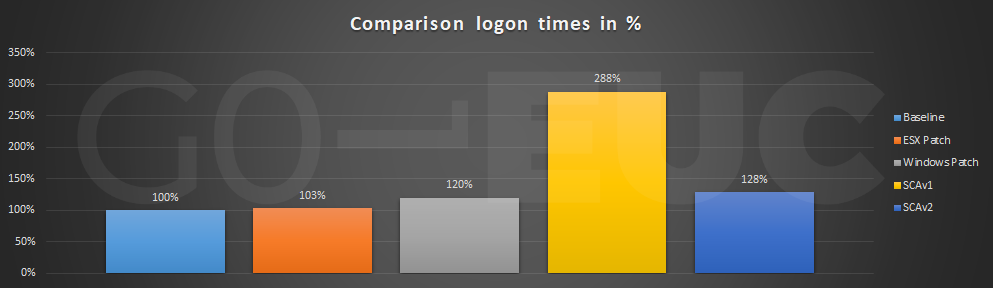 Comparison logon times in %
350%
300%
250%
200%
150%
100%
50%
0%
100%
103%
120%
288%
128%
GO-EUC
Baseline
ESX Patch
Windows Patch
SCAv1
SCAv2